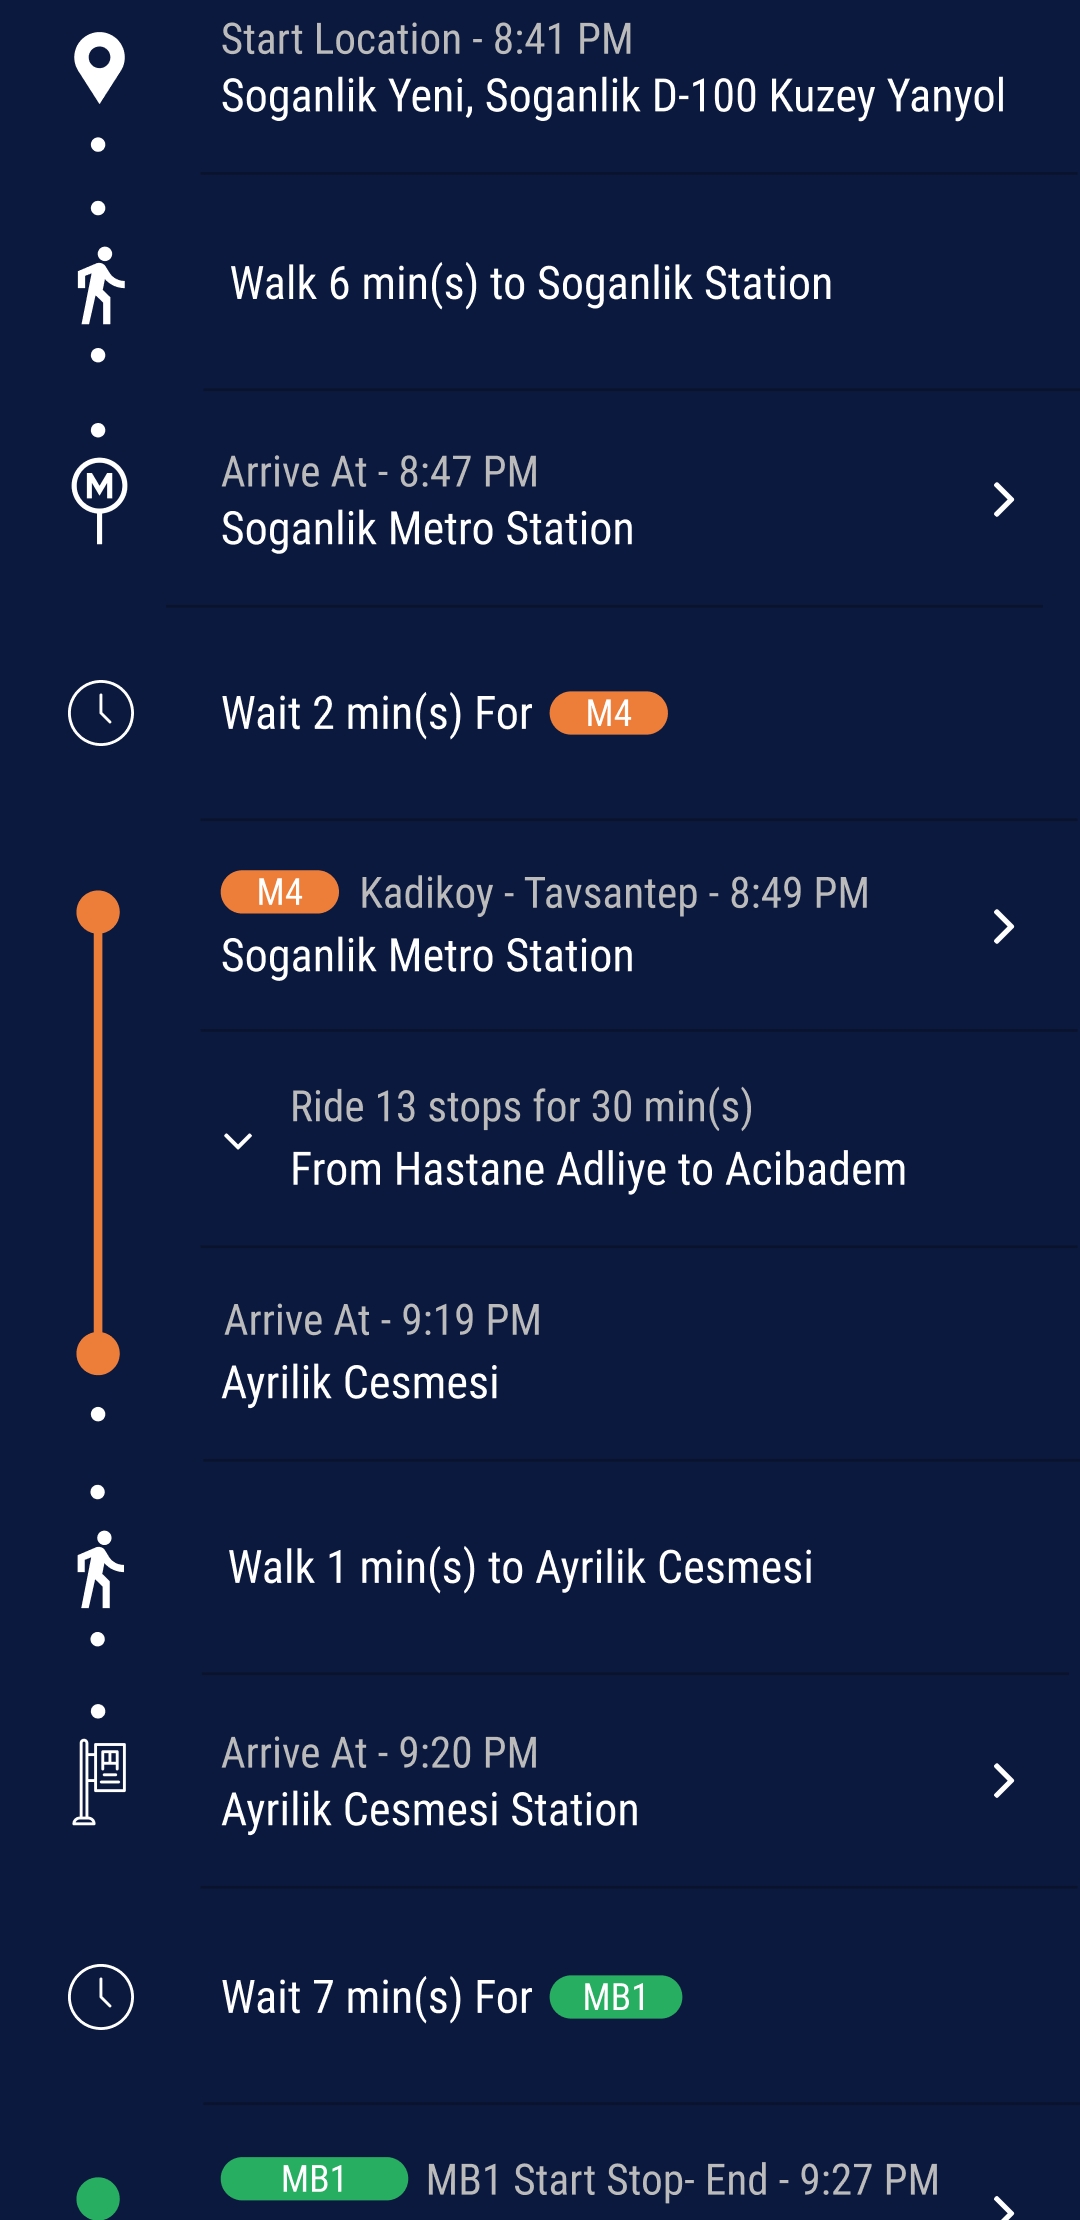 Start Location - 8:41 PM
Soganlik Yeni, Soganlik D-100 Kuzey Yanyol
Walk 6 min(s) to Soganlik Station
M
Arrive At - 8:47 PM
Soganlik Metro Station
Wait 2 min(s) For M4
M4 Kadikoy - Tavsantep - 8:49 PM
Soganlik Metro Station
Ride 13 stops for 30 min(s)
From Hastane Adliye to Acibadem
Arrive At - 9:19 PM
Ayrilik Cesmesi
Walk 1 min(s) to Ayrilik Cesmesi
Arrive At - 9:20 PM
Ayrilik Cesmesi Station
Wait 7 min(s) For MB1
MB1 MB1 Start Stop- End - 9:27 PM